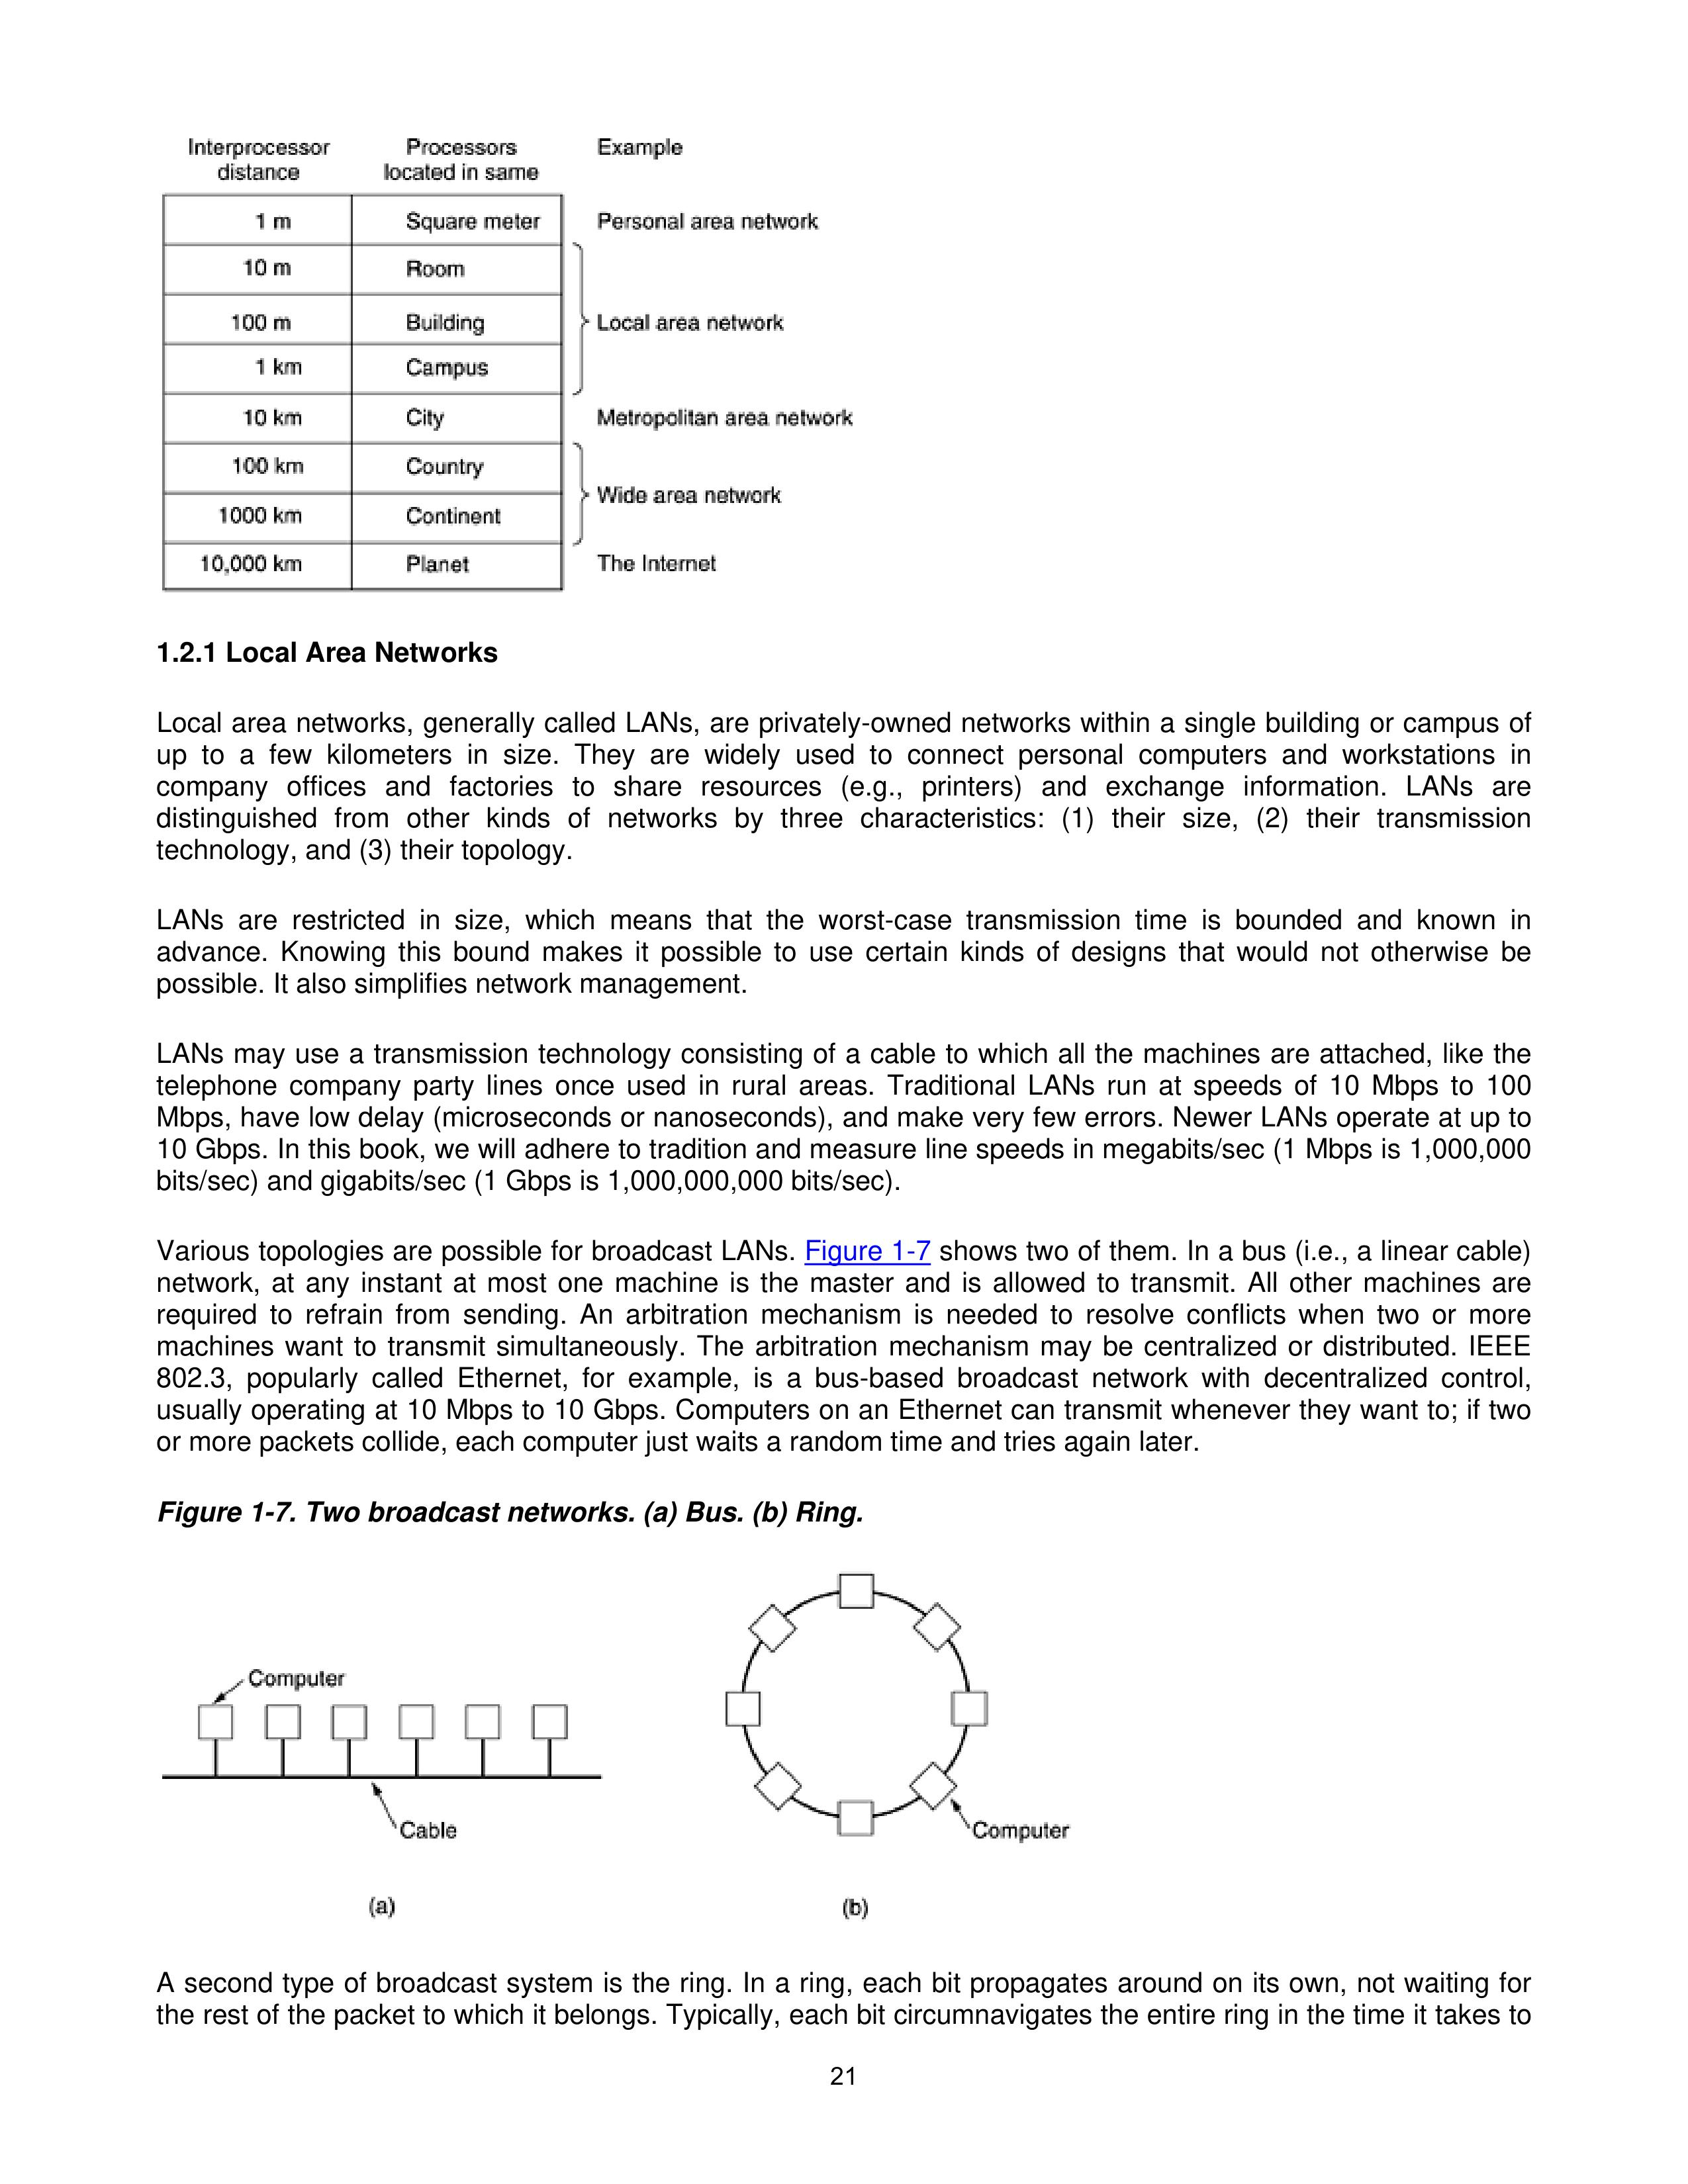 Interprocessor distance Processors located in same Example
1 m Square meter Personal area network
10 m Room
100 m Building Local area network
1 km Campus
10 km City Metropolitan area network
100 km Country
Wide area network
1000 km Continent
10,000 km Planet The Internet
1.2.1 Local Area Networks
Local area networks, generally called LANs, are privately-owned networks within a single building or campus of
up to a few kilometers in size. They are widely used to connect personal computers and workstations in
company offices and factories to share resources (e.g., printers) and exchange information. LANs are
distinguished from other kinds of networks by three characteristics: (1) their size, (2) their transmission
technology, and (3) their topology.
LANs are restricted in size, which means that the worst-case transmission time is bounded and known in
advance. Knowing this bound makes it possible to use certain kinds of designs that would not otherwise be
possible. It also simplifies network management.
LANs may use a transmission technology consisting of a cable to which all the machines are attached, like the
telephone company party lines once used in rural areas. Traditional LANs run at speeds of 10 Mbps to 100
Mbps, have low delay (microseconds or nanoseconds), and make very few errors. Newer LANs operate at up to
10 Gbps. In this book, we will adhere to tradition and measure line speeds in megabits/sec (1 Mbps is 1,000,000
bits/sec) and gigabits/sec (1 Gbps is 1,000,000,000 bits/sec).
Various topologies are possible for broadcast LANs. Figure 1-7 shows two of them. In a bus (i.e., a linear cable)
network, at any instant at most one machine is the master and is allowed to transmit. All other machines are
required to refrain from sending. An arbitration mechanism is needed to resolve conflicts when two or more
machines want to transmit simultaneously. The arbitration mechanism may be centralized or distributed. IEEE
802.3, popularly called Ethernet, for example, is a bus-based broadcast network with decentralized control,
usually operating at 10 Mbps to 10 Gbps. Computers on an Ethernet can transmit whenever they want to; if two
or more packets collide, each computer just waits a random time and tries again later.
Figure 1-7. Two broadcast networks. (a) Bus. (b) Ring.
Computer
Cable
Computer
(a)
(b)
A second type of broadcast system is the ring. In a ring, each bit propagates around on its own, not waiting for
the rest of the packet to which it belongs. Typically, each bit circumnavigates the entire ring in the time it takes to
21